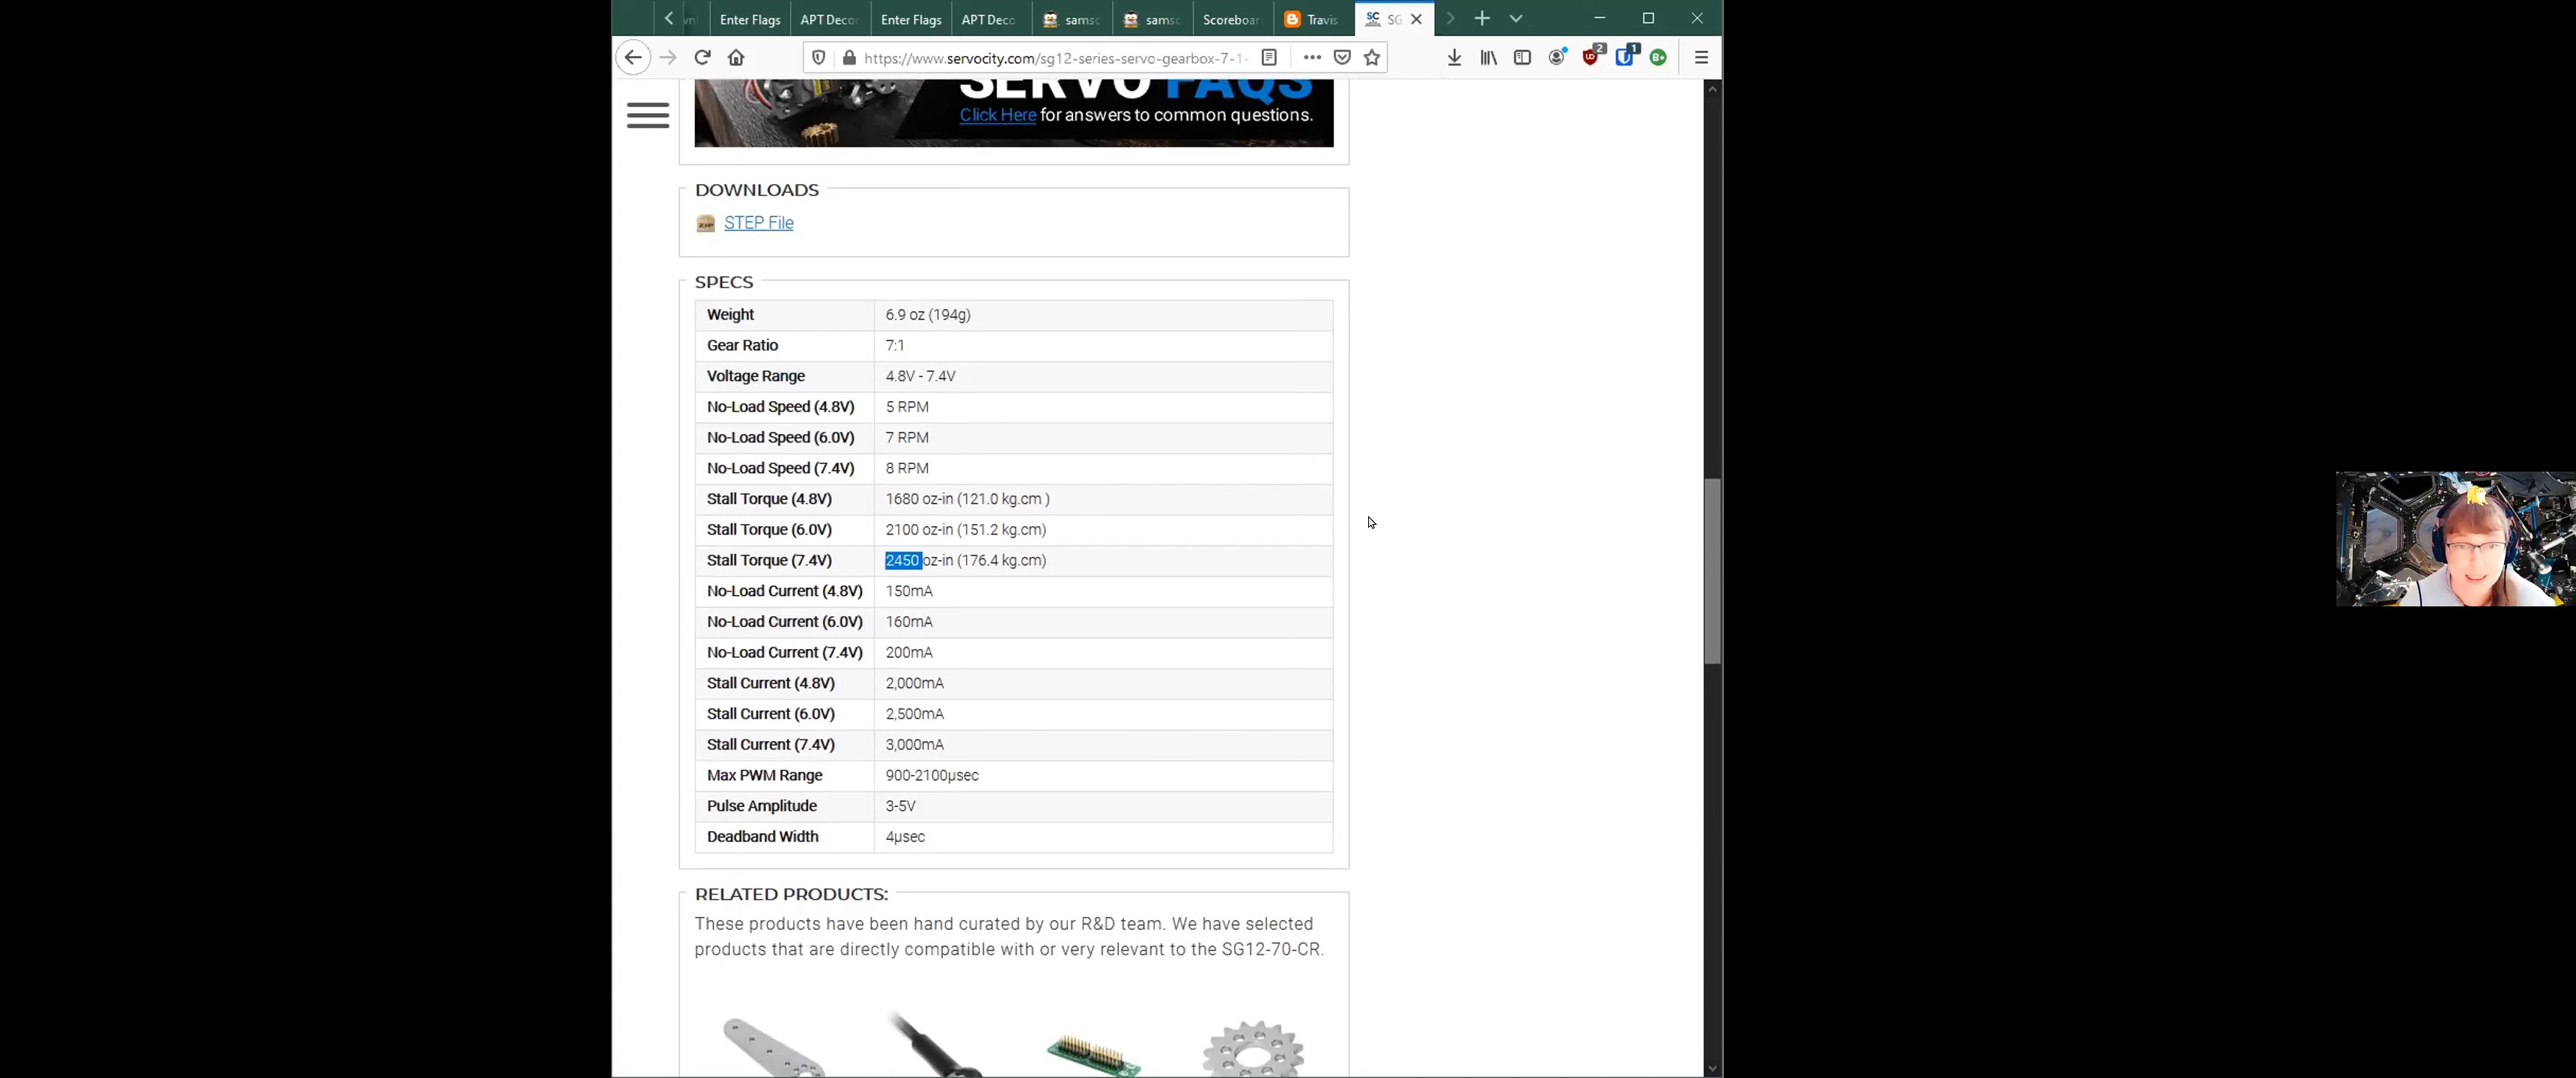 Enter Flags
APT Deco
Enter Flags
APT Deco
samsc
samsc
Scoreboar
Travis
SC
SG
https://www.servocity.com/sg12-series-servo-gearbox-7-1-
2
1
B+
SERVO FAQS
Click Here for answers to common questions.
DOWNLOADS
STEP File
SPECS
Weight 6.9 oz (194g)
Gear Ratio 7:1
Voltage Range 4.8V - 7.4V
No-Load Speed (4.8V) 5 RPM
No-Load Speed (6.0V) 7 RPM
No-Load Speed (7.4V) 8 RPM
Stall Torque (4.8V) 1680 oz-in (121.0 kg.cm )
Stall Torque (6.0V) 2100 oz-in (151.2 kg.cm)
Stall Torque (7.4V) 2450 oz-in (176.4 kg.cm)
No-Load Current (4.8V) 150mA
No-Load Current (6.0V) 160mA
No-Load Current (7.4V) 200mA
Stall Current (4.8V) 2,000mA
Stall Current (6.0V) 2,500mA
Stall Current (7.4V) 3,000mA
Max PWM Range 900-2100µsec
Pulse Amplitude 3-5V
Deadband Width 4µsec
RELATED PRODUCTS:
These products have been hand curated by our R&D team. We have selected
products that are directly compatible with or very relevant to the SG12-70-CR.